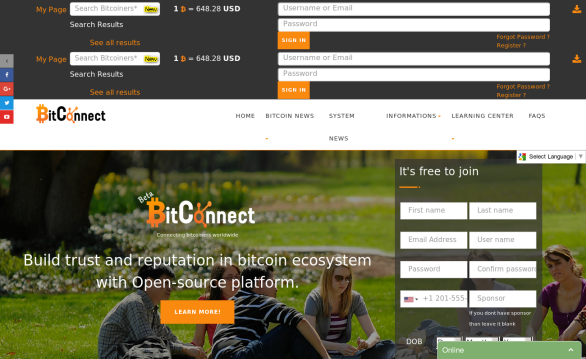 My Page
Search Bitcoiners*
New
1 ₿ = 648.28 USD
Username or Email
Password
Search Results
SIGN IN
Forgot Password ?
See all results
Register ?
My Page
Search Bitcoiners*
New
1 ₿ = 648.28 USD
Username or Email
Password
Search Results
SIGN IN
Forgot Password ?
See all results
Register ?
BitConnect
HOME
BITCOIN NEWS
SYSTEM NEWS
INFORMATIONS
LEARNING CENTER
FAQS
Select Language
Beta
BitConnect
Connecting bitcoiners worldwide
Build trust and reputation in bitcoin ecosystem
with Open-source platform.
LEARN MORE!
It's free to join
First name
Last name
Email Address
User name
Password
Confirm password
+1 201-555-
Sponsor
If you dont have sponsor
than leave it blank
DOB
Online